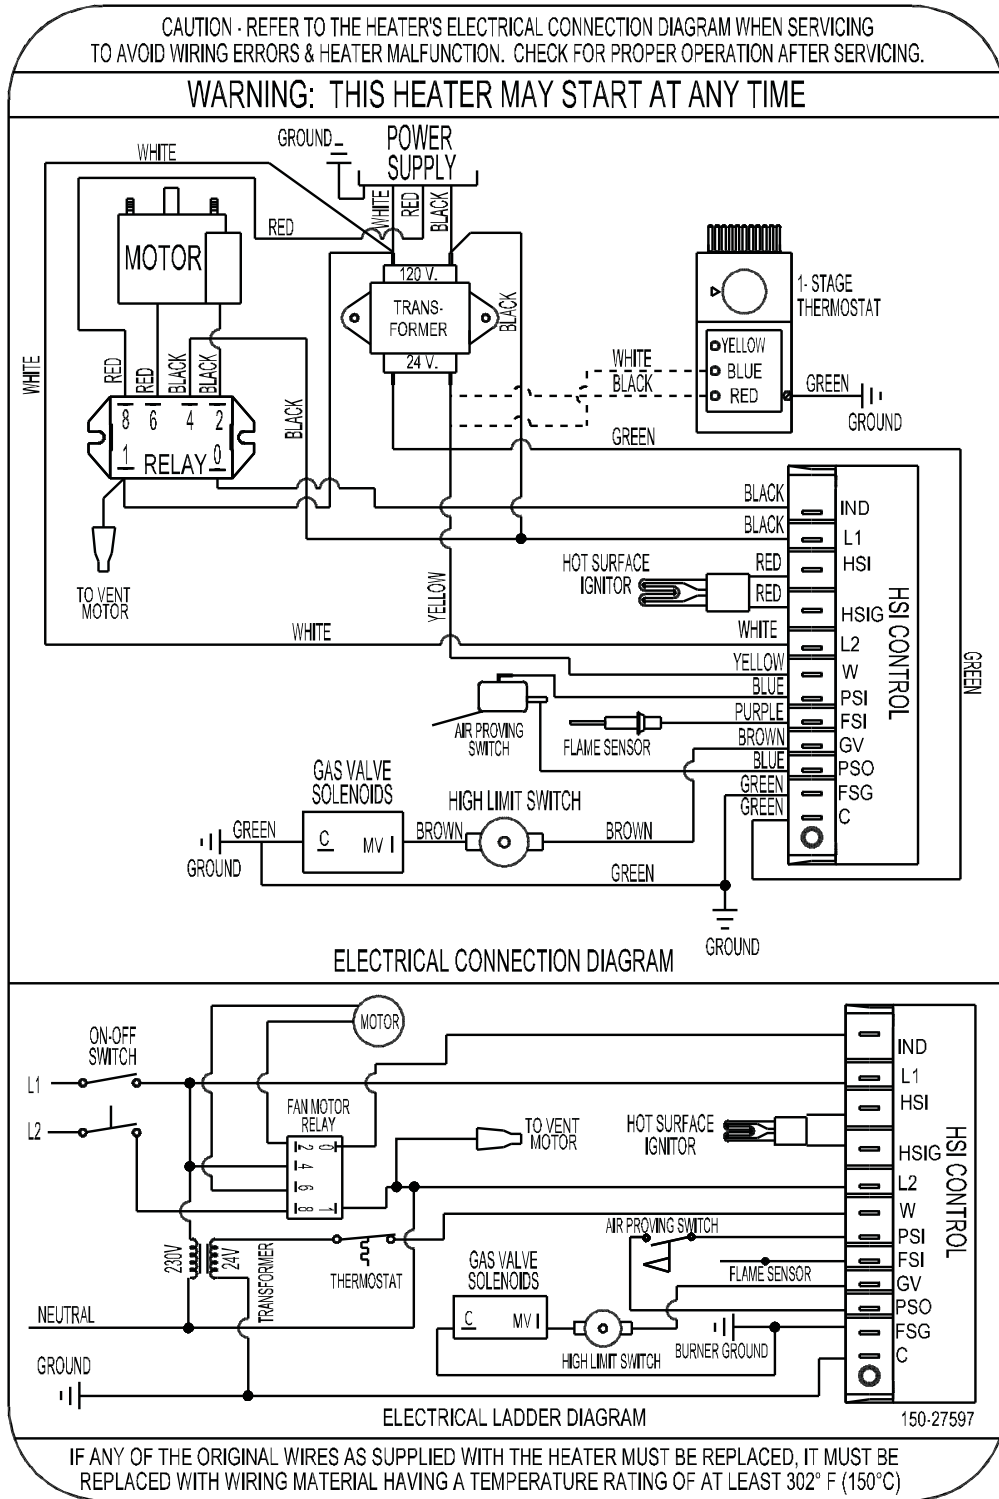 CAUTION - REFER TO THE HEATER'S ELECTRICAL CONNECTION DIAGRAM WHEN SERVICING
TO AVOID WIRING ERRORS & HEATER MALFUNCTION. CHECK FOR PROPER OPERATION AFTER SERVICING.
WARNING: THIS HEATER MAY START AT ANY TIME
GROUND
POWER
SUPPLY
WHITE
WHITE
RED
BLACK
RED
MOTOR
120 V.
TRANS-
FORMER
24 V.
BLACK
1- STAGE
THERMOSTAT
YELLOW
BLUE
RED
GREEN
GROUND
WHITE
BLACK
GREEN
WHITE
RED
RED
BLACK
BLACK
BLACK
8 6 4 2
1 RELAY 0
TO VENT
MOTOR
BLACK
IND
BLACK
L1
HOT SURFACE
IGNITOR
RED
HSI
RED
HSIG
HSI CONTROL
YELLOW
WHITE
WHITE
L2
YELLOW
W
GREEN
BLUE
PSI
AIR PROVING
SWITCH
PURPLE
FSI
FLAME SENSOR
BROWN
GV
BLUE
PSO
GREEN
FSG
GREEN
C
GAS VALVE
SOLENOIDS
HIGH LIMIT SWITCH
GREEN
C
MV
BROWN
BROWN
GROUND
GREEN
GROUND
ELECTRICAL CONNECTION DIAGRAM
MOTOR
ON-OFF
SWITCH
L1
L2
FAN MOTOR
RELAY
2 0
4
6
8 1
TO VENT
MOTOR
HOT SURFACE
IGNITOR
IND
L1
HSI
HSIG
L2
W
PSI
FSI
GV
PSO
FSG
C
HSI CONTROL
AIR PROVING SWITCH
FLAME SENSOR
230V
24V
TRANSFORMER
THERMOSTAT
GAS VALVE
SOLENOIDS
C
MV
HIGH LIMIT SWITCH
BURNER GROUND
NEUTRAL
GROUND
ELECTRICAL LADDER DIAGRAM
150-27597
IF ANY OF THE ORIGINAL WIRES AS SUPPLIED WITH THE HEATER MUST BE REPLACED, IT MUST BE
REPLACED WITH WIRING MATERIAL HAVING A TEMPERATURE RATING OF AT LEAST 302° F (150°C)